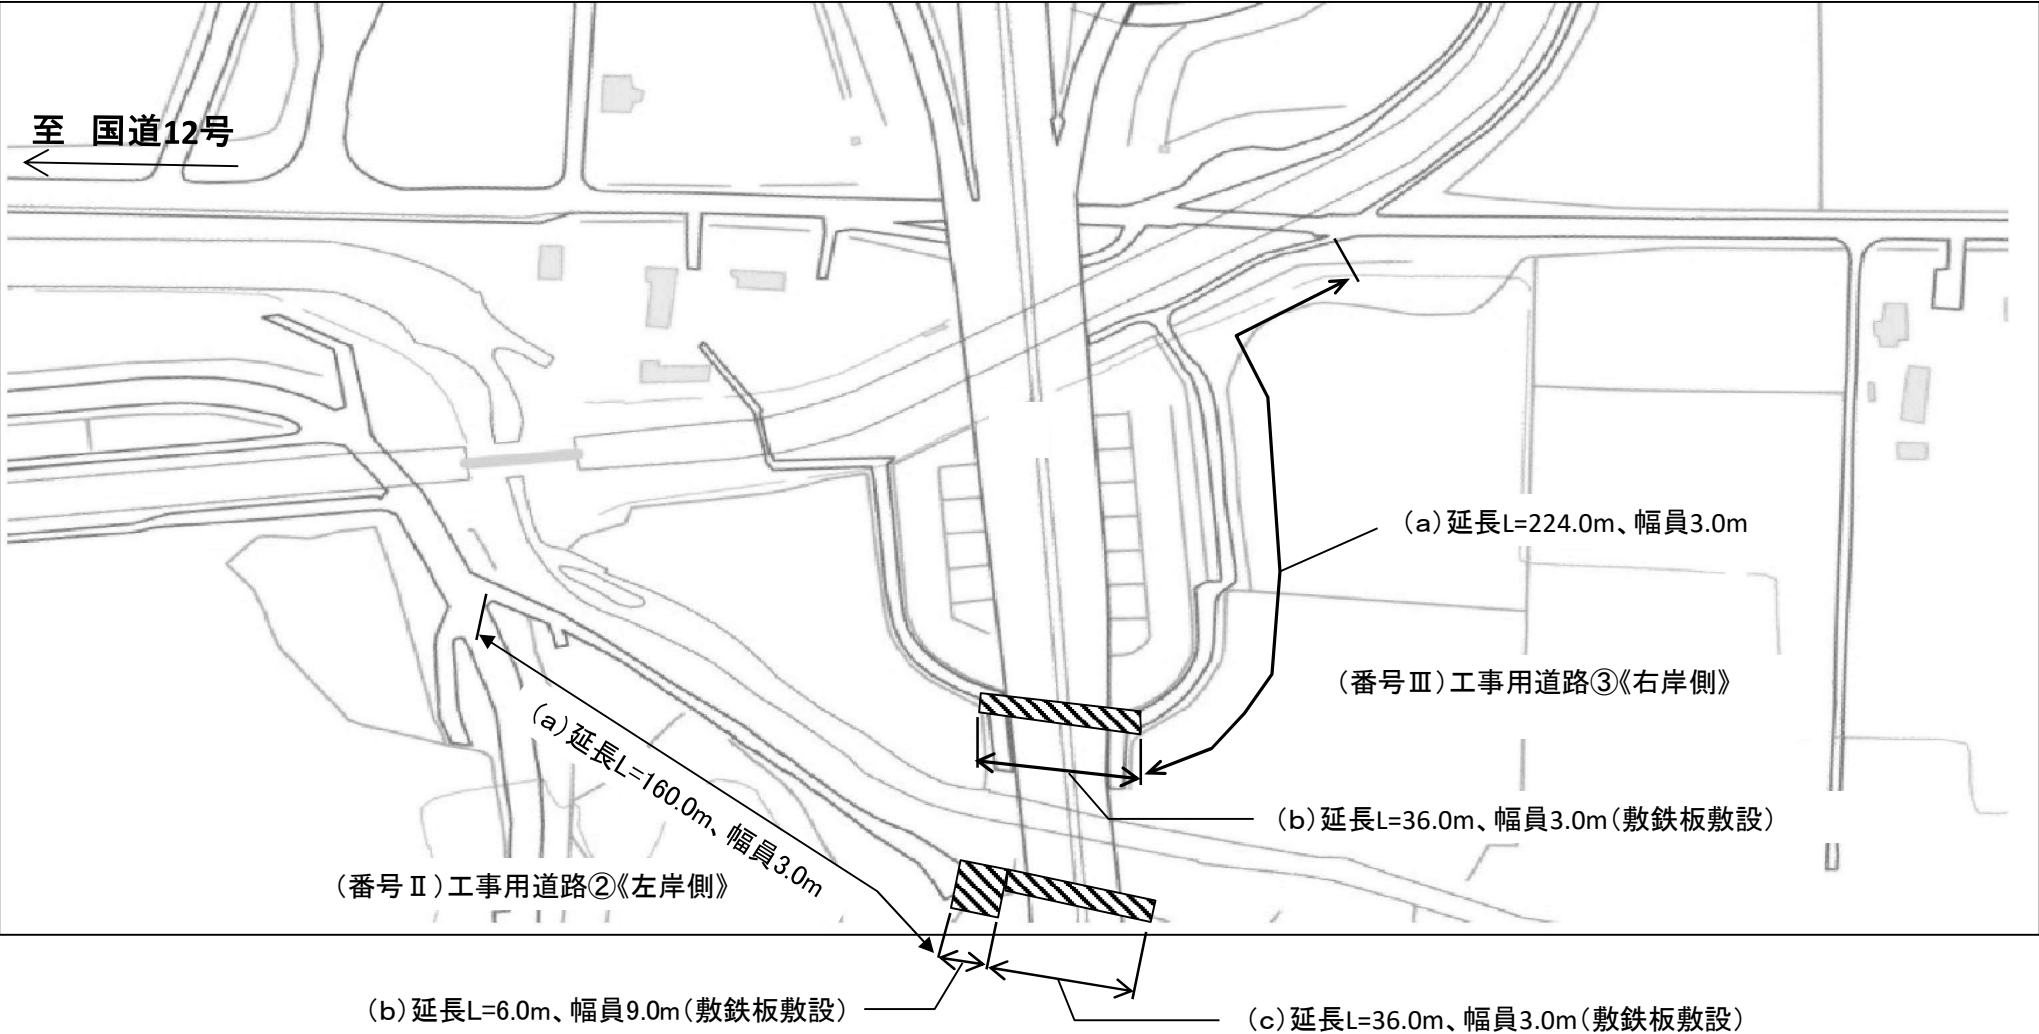 至　国道12号
（a）延長L=224.0m、幅員3.0m
（番号Ⅲ）工事用道路③《右岸側》
（a）延長L=160.0m、幅員3.0m
（b）延長L=36.0m、幅員3.0m（敷鉄板敷設）
（番号Ⅱ）工事用道路②《左岸側》
（b）延長L=6.0m、幅員9.0m（敷鉄板敷設）
（c）延長L=36.0m、幅員3.0m（敷鉄板敷設）